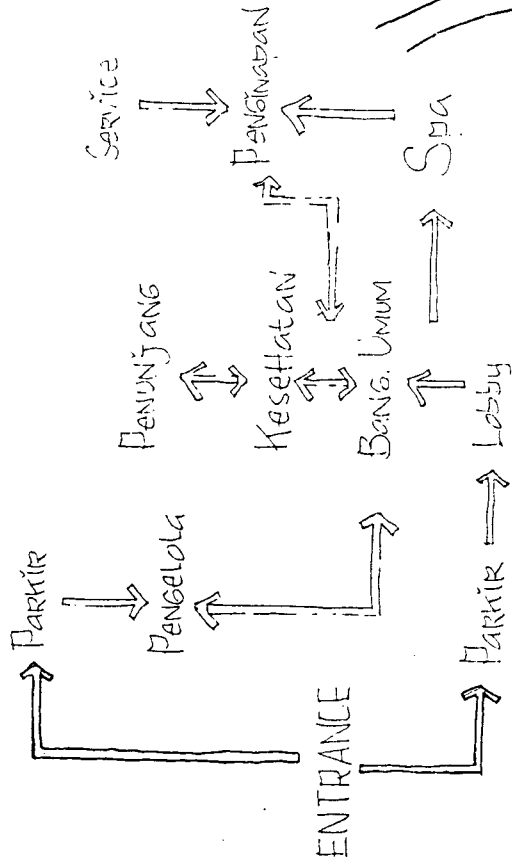 Service
Parkir
Penunjang
Penginapan
Pengelola
Kesehatan
ENTRANCE
Bang. Umum
Spa
Parkir
Lobby